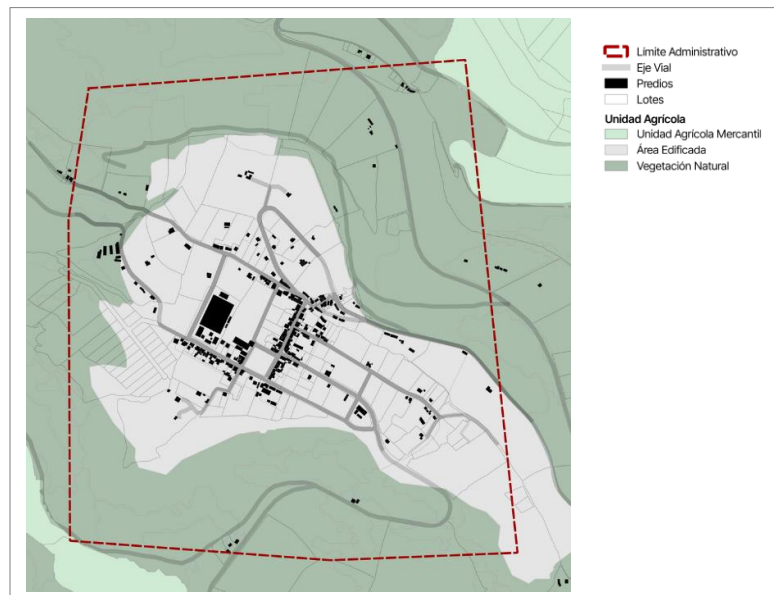 Límite Administrativo
Eje Vial
Predios
Lotes
Unidad Agrícola
Unidad Agrícola Mercantil
Área Edificada
Vegetación Natural